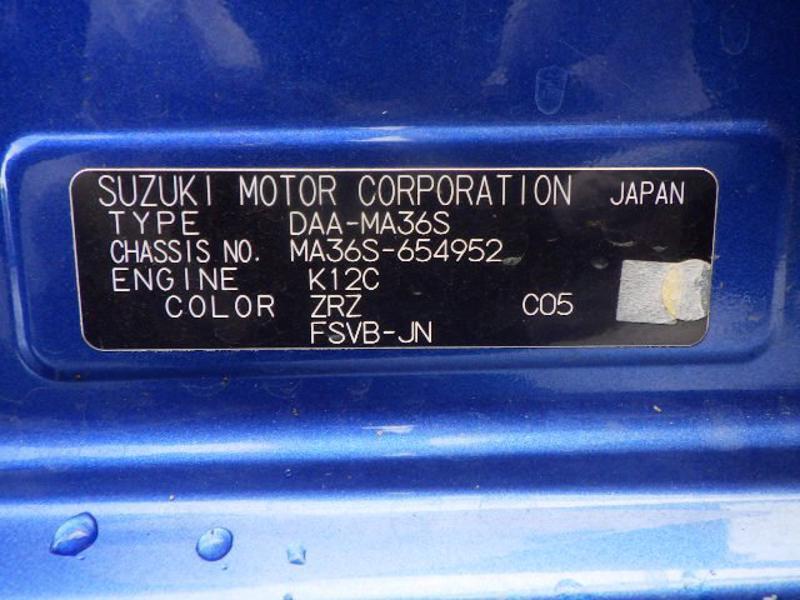 SUZUKI MOTOR CORPORATION JAPAN
TYPE DAA-MA36S
CHASSIS NO. MA36S-654952
ENGINE K12C
COLOR ZRZ C05
FSVB-JN